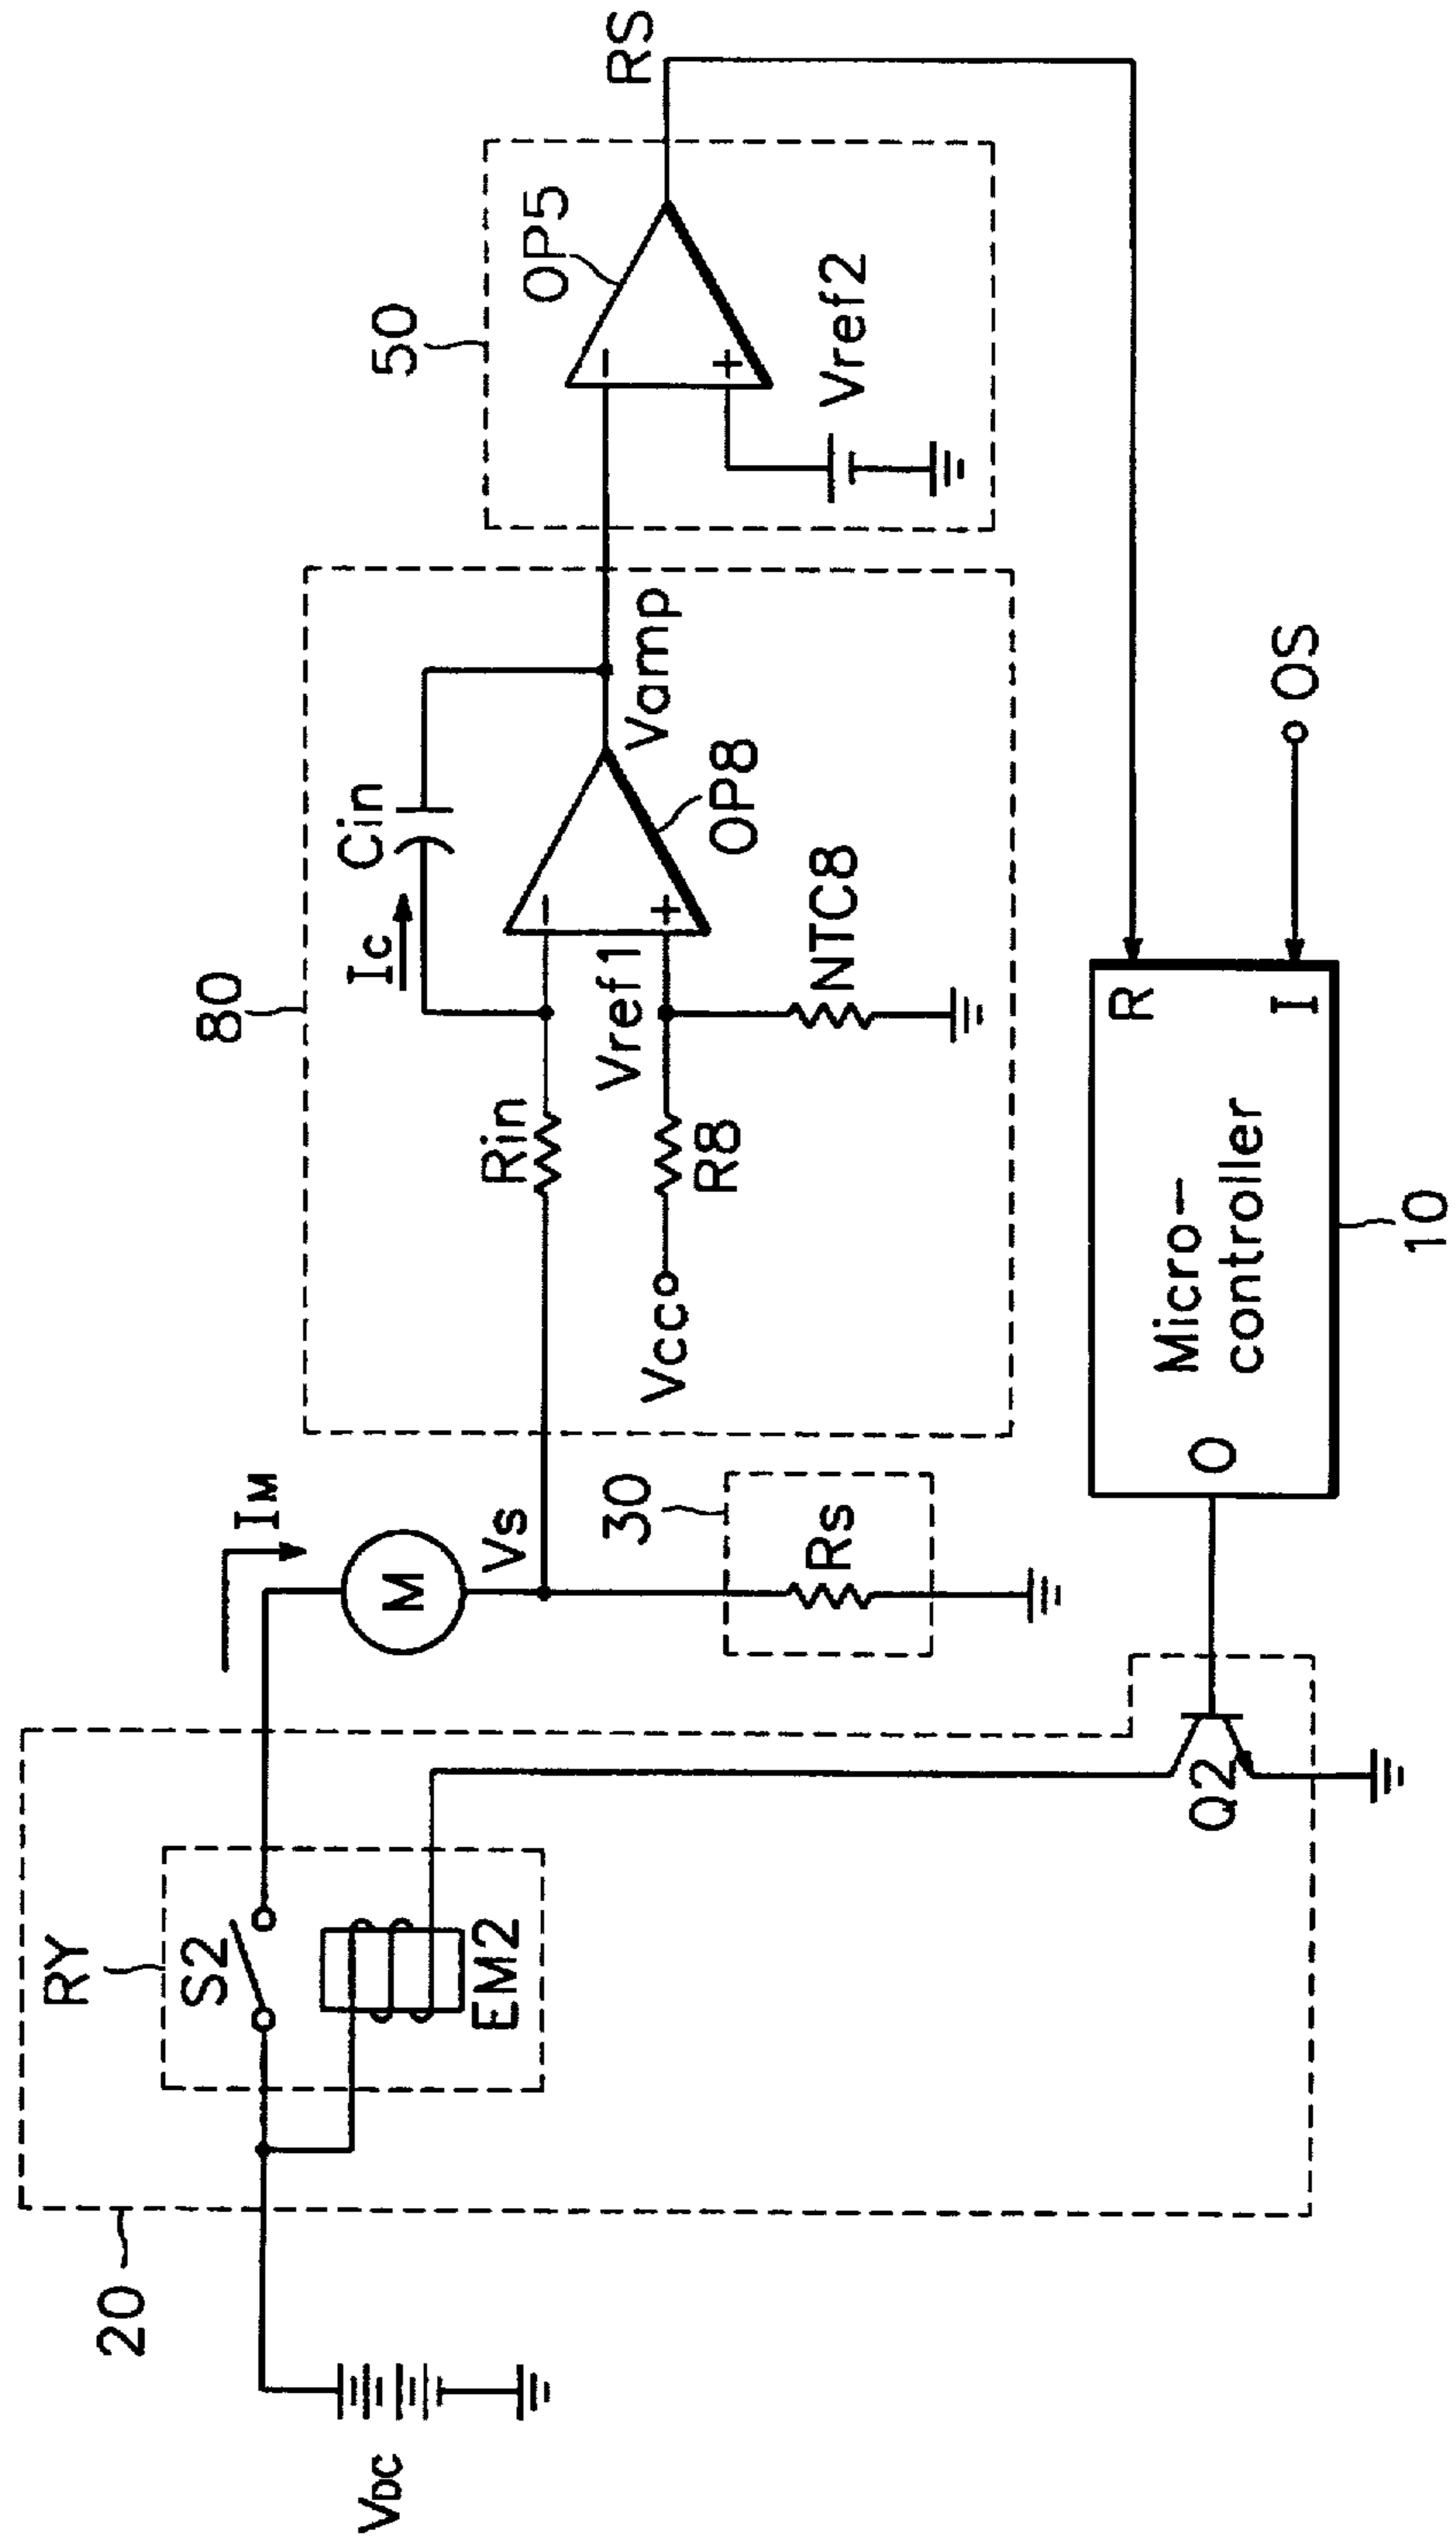 VDC
20
RY
S2
EM2
Q2
IM
M
Vs
30
Rs
80
Rin
Vcc
R8
Vref1
NTC8
Ic
Cin
−
+
OP8
Vamp
50
OP5
−
+
Vref2
RS
Micro-
controller
O
R
I
10
OS